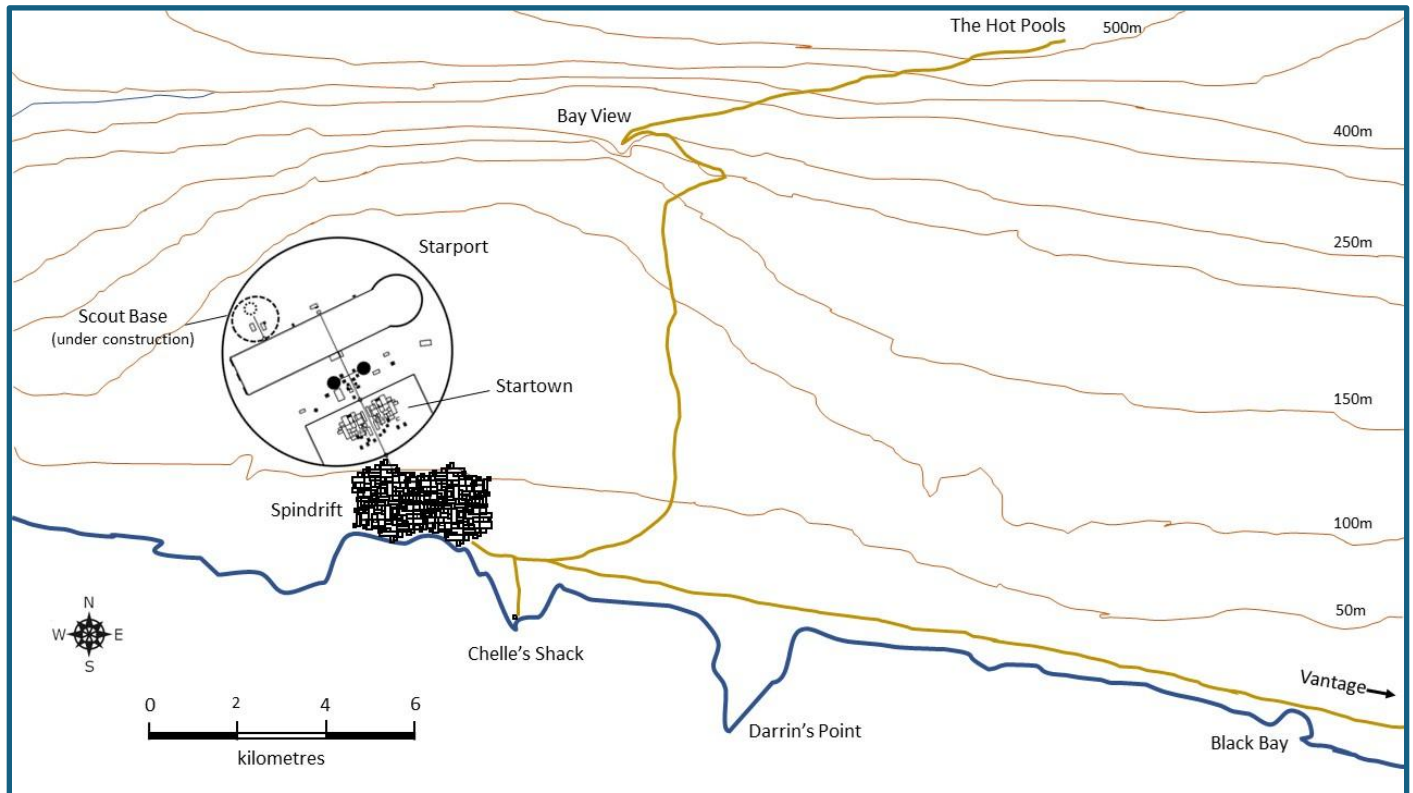 The Hot Pools
500m
Bay View
400m
Starport
250m
Scout Base
(under construction)
Startown
150m
Spindrift
100m
N
W E
S
50m
Chelle's Shack
Vantage
0 2 4 6
kilometres
Darrin's Point
Black Bay